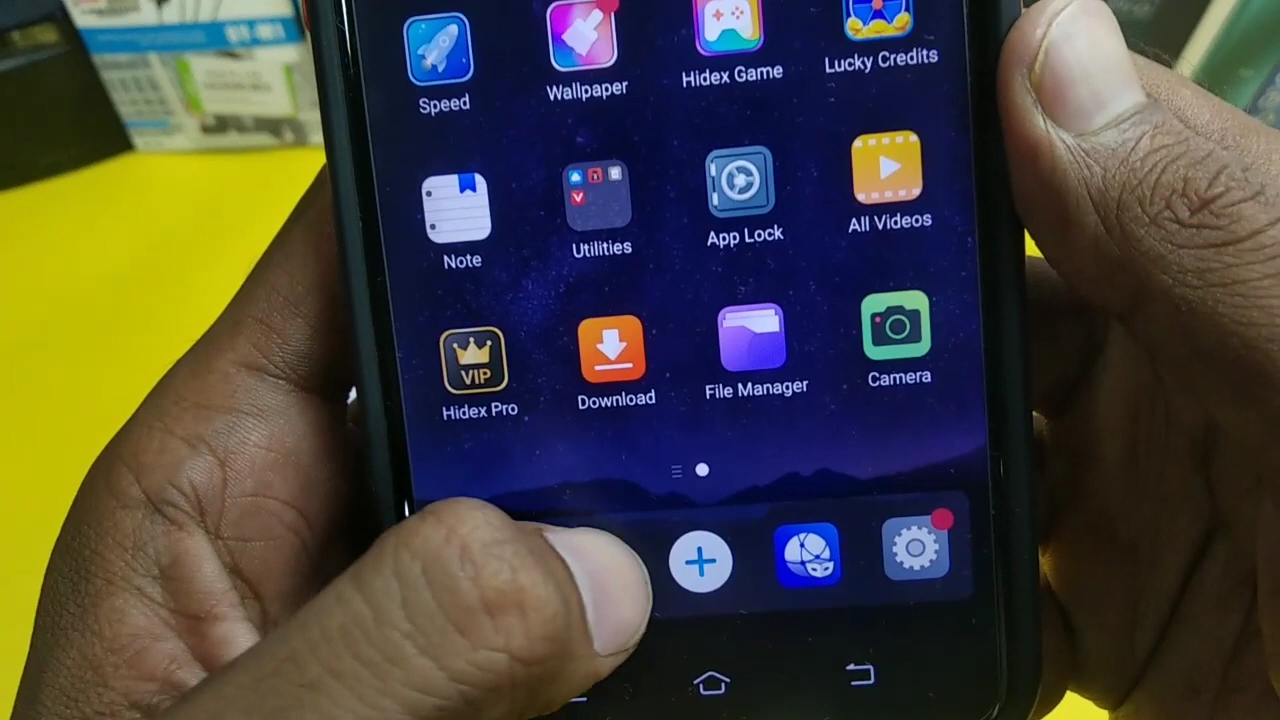 Speed
Wallpaper
Hidex Game
Lucky Credits
Note
Utilities
App Lock
All Videos
VIP
Hidex Pro
Download
File Manager
Camera